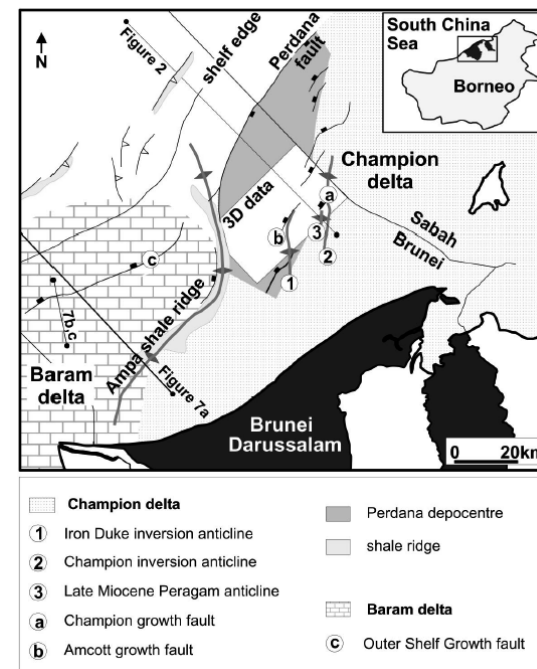 South China
Sea
Borneo
N
Figure 2
shelf edge
Perdana
fault
3D data
Champion
delta
a
b
3
1
2
Sabah
Brunei
c
7b,c
Baram
delta
Ampa shale ridge
Figure 7a
Brunei
Darussalam
0 20km
Champion delta
1 Iron Duke inversion anticline
2 Champion inversion anticline
3 Late Miocene Peragam anticline
a Champion growth fault
b Amcott growth fault
Perdana depocentre
shale ridge
Baram delta
c Outer Shelf Growth fault